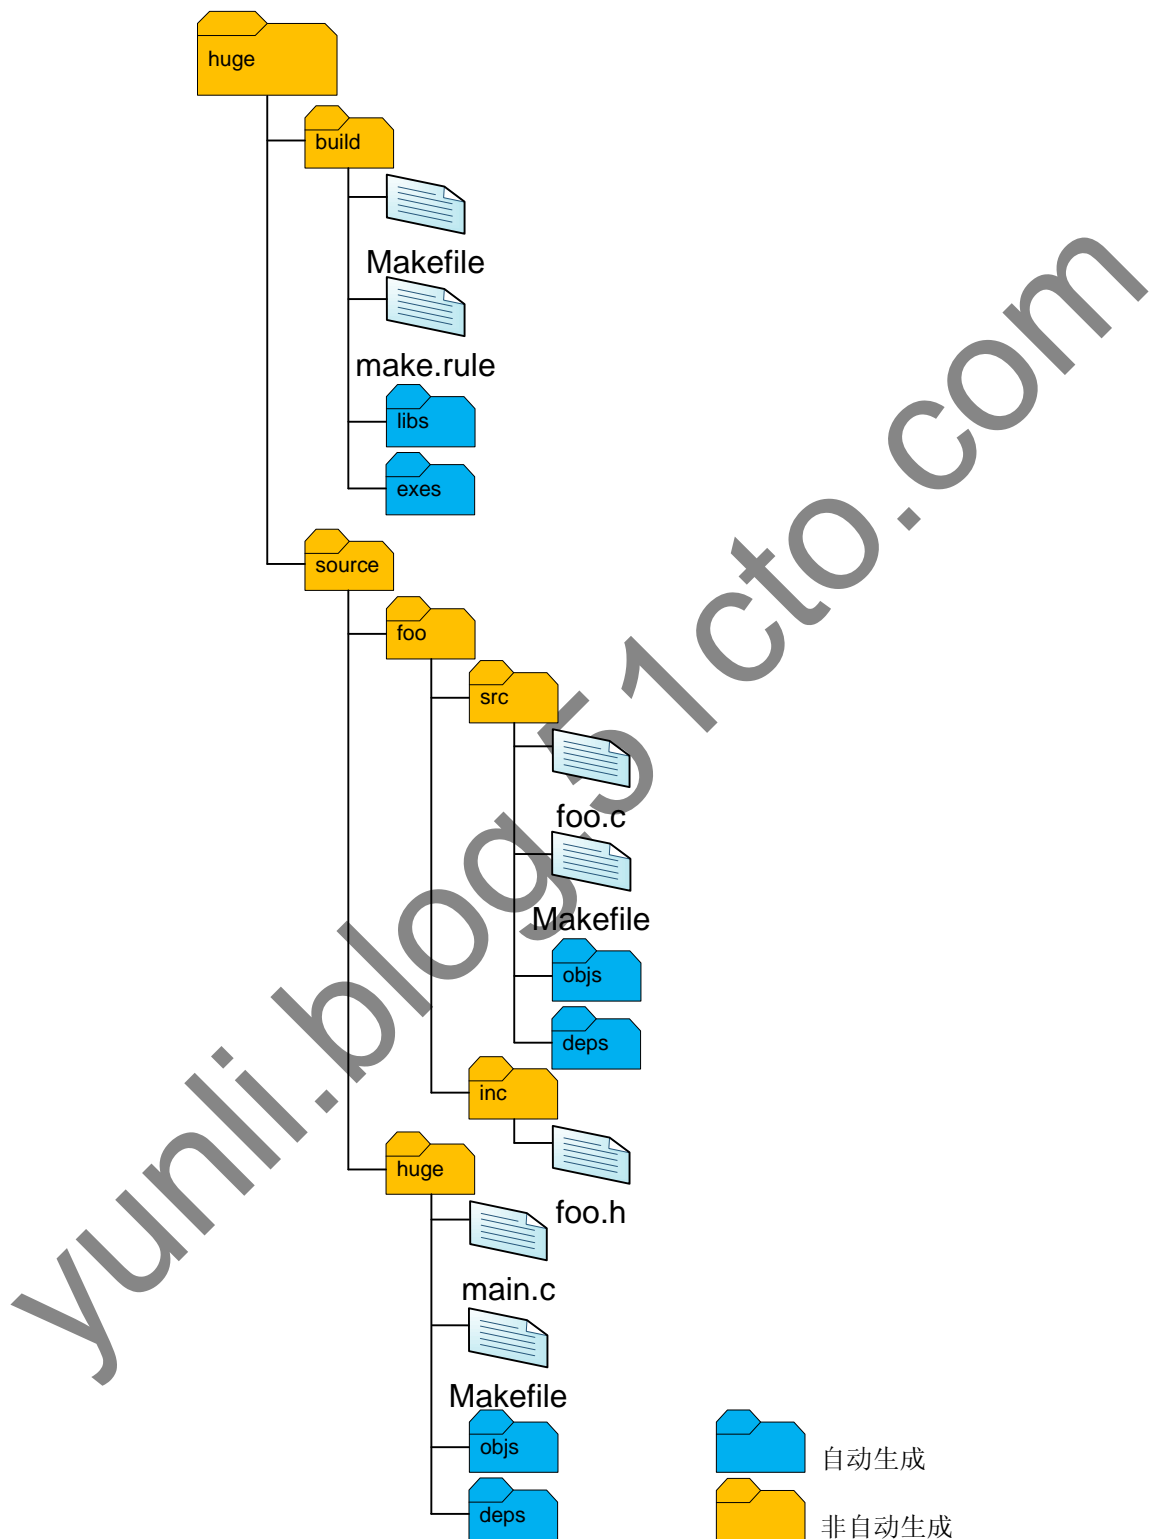 huge
build
Makefile
make.rule
libs
exes
source
foo
src
foo.c
Makefile
objs
deps
inc
foo.h
huge
main.c
Makefile
objs
deps
自动生成
非自动生成
yunli.blog.51cto.com